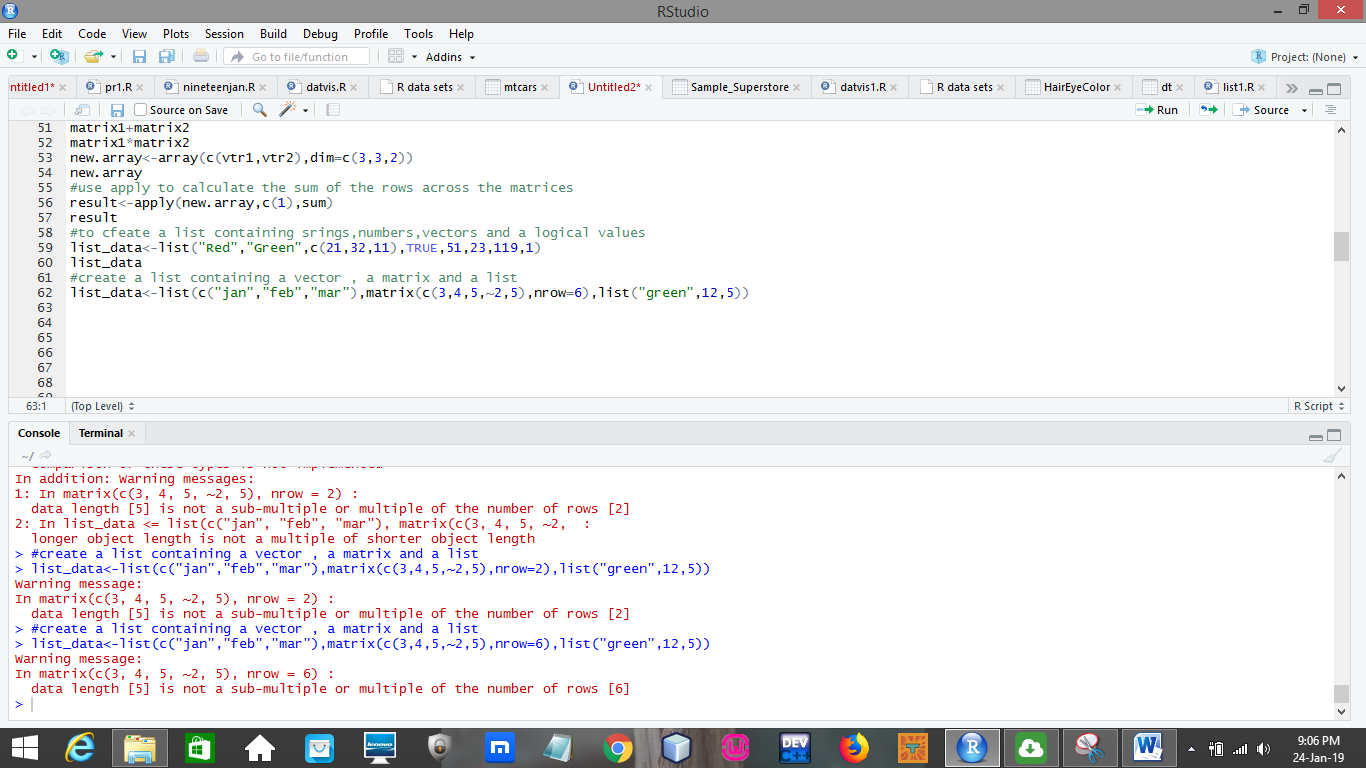 RStudio
File Edit Code View Plots Session Build Debug Profile Tools Help
Go to file/function Addins Project: (None)
ntitled1* pr1.R nineteenjan.R datvis.R R data sets mtcars Untitled2* Sample_Superstore datvis1.R R data sets HairEyeColor dt list1.R
Source on Save Run Source
51 matrix1+matrix2
52 matrix1*matrix2
53 new.array<-array(c(vtr1,vtr2),dim=c(3,3,2))
54 new.array
55 #use apply to calculate the sum of the rows across the matrices
56 result<-apply(new.array,c(1),sum)
57 result
58 #to cfeate a list containing srings,numbers,vectors and a logical values
59 list_data<-list("Red","Green",c(21,32,11),TRUE,51,23,119,1)
60 list_data
61 #create a list containing a vector , a matrix and a list
62 list_data<-list(c("jan","feb","mar"),matrix(c(3,4,5,~2,5),nrow=6),list("green",12,5))
63
64
65
66
67
68
63:1 (Top Level) R Script
Console Terminal
~/
In addition: Warning messages:
1: In matrix(c(3, 4, 5, ~2, 5), nrow = 2) :
data length [5] is not a sub-multiple or multiple of the number of rows [2]
2: In list_data <= list(c("jan", "feb", "mar"), matrix(c(3, 4, 5, ~2, :
longer object length is not a multiple of shorter object length
> #create a list containing a vector , a matrix and a list
> list_data<-list(c("jan","feb","mar"),matrix(c(3,4,5,~2,5),nrow=2),list("green",12,5))
Warning message:
In matrix(c(3, 4, 5, ~2, 5), nrow = 2) :
data length [5] is not a sub-multiple or multiple of the number of rows [2]
> #create a list containing a vector , a matrix and a list
> list_data<-list(c("jan","feb","mar"),matrix(c(3,4,5,~2,5),nrow=6),list("green",12,5))
Warning message:
In matrix(c(3, 4, 5, ~2, 5), nrow = 6) :
data length [5] is not a sub-multiple or multiple of the number of rows [6]
>
lenovo
DEV
C++
9:06 PM
24-Jan-19